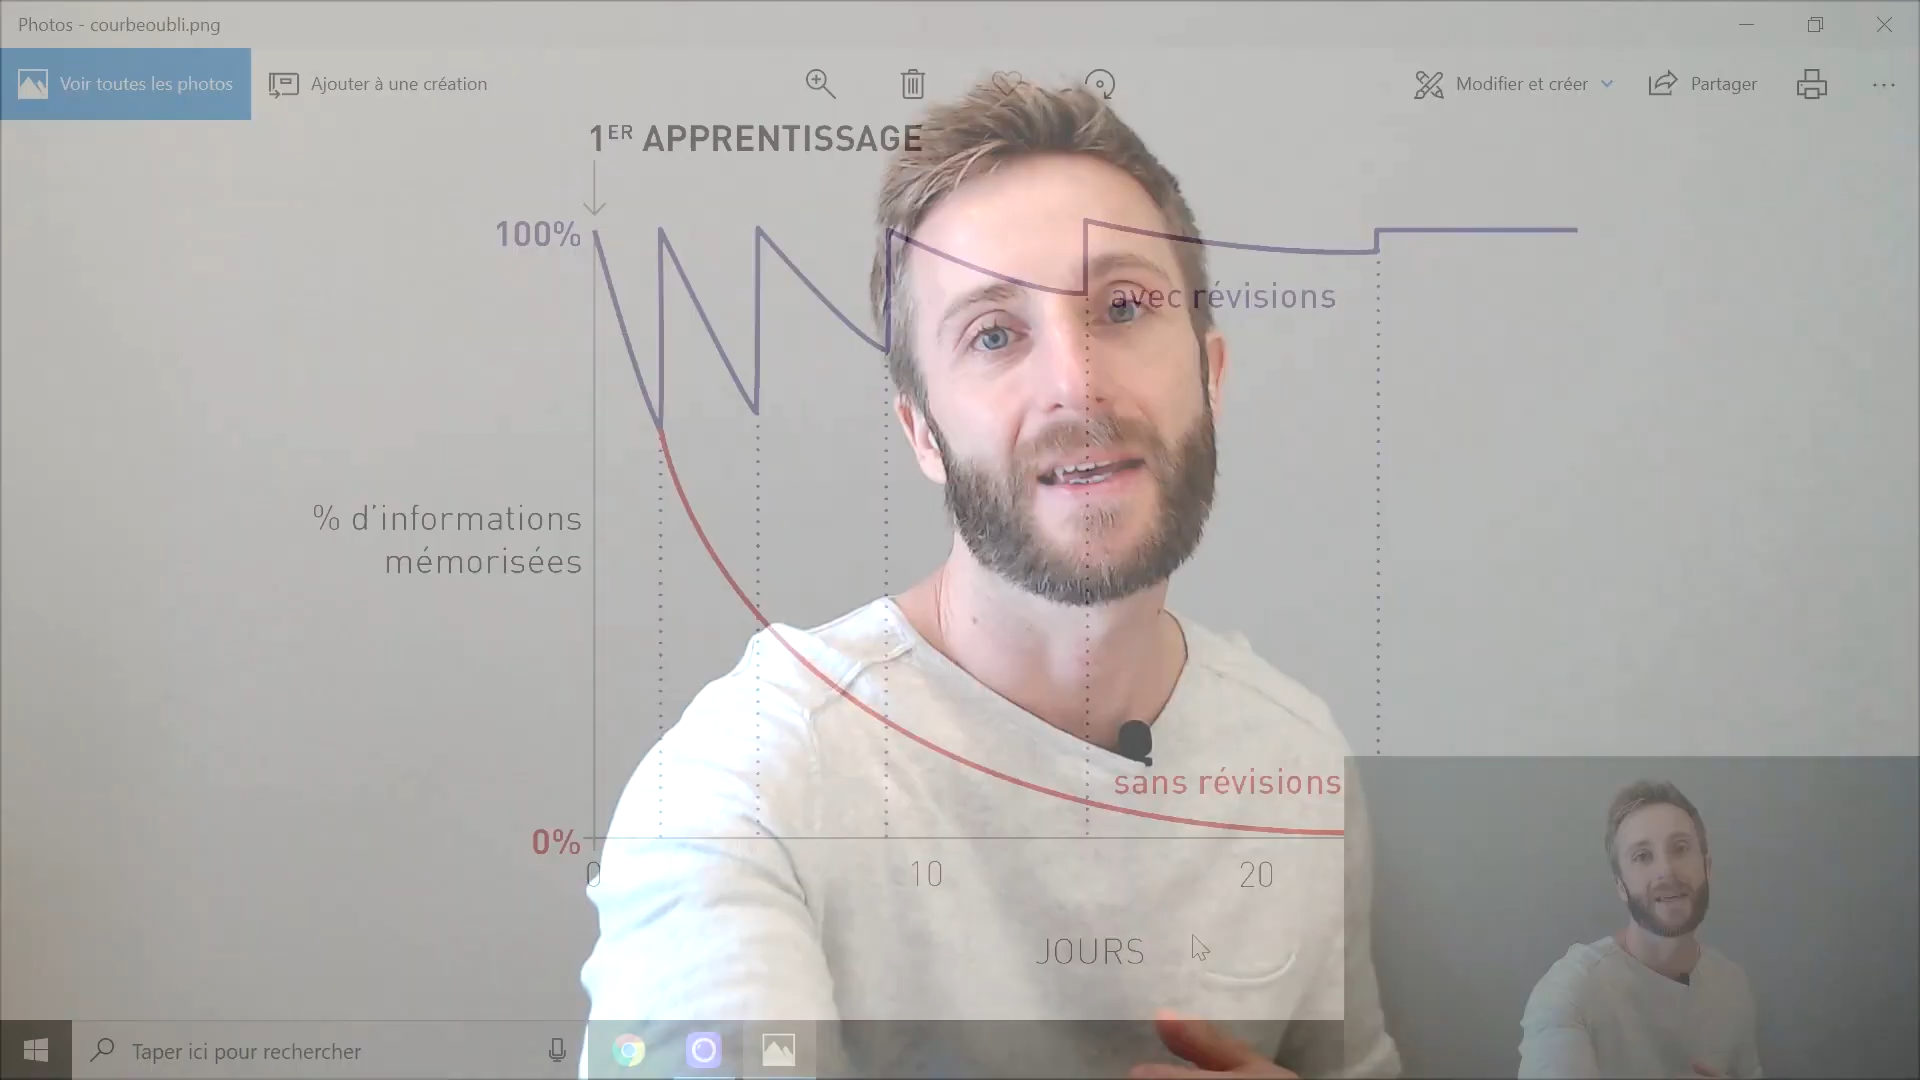 Photos - courbeoubli.png
Voir toutes les photos
Ajouter à une création
Modifier et créer
Partager
1ER APPRENTISSAGE
100%
avec révisions
% d'informations
mémorisées
sans révisions
0%
0
10
20
JOURS
Taper ici pour rechercher